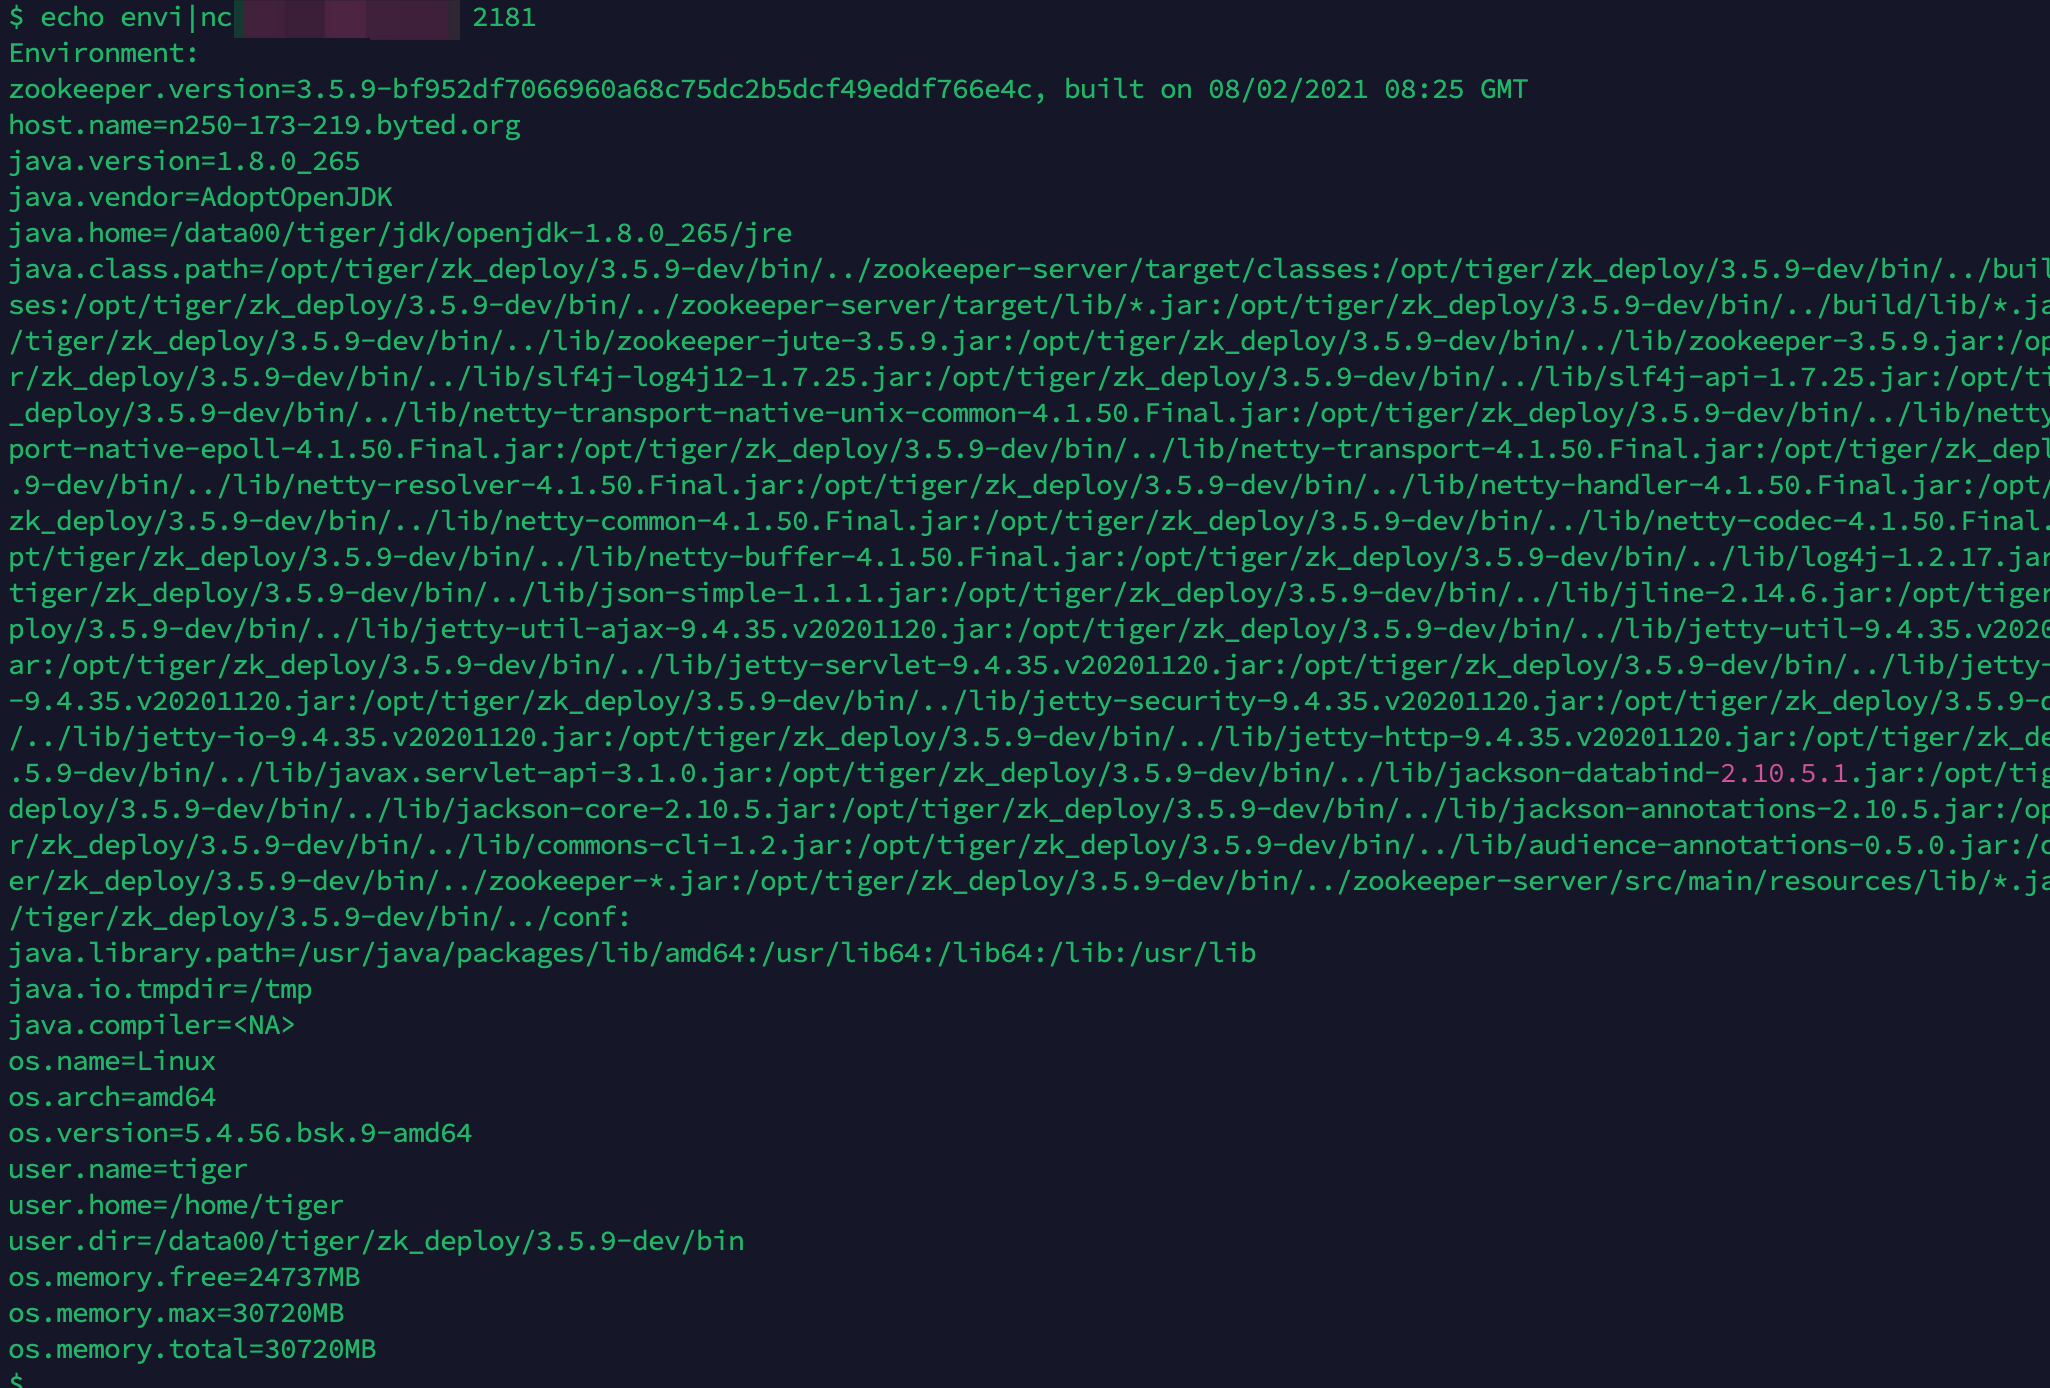 $ echo envi|nc 2181
Environment:
zookeeper.version=3.5.9-bf952df7066960a68c75dc2b5dcf49eddf766e4c, built on 08/02/2021 08:25 GMT
host.name=n250-173-219.byted.org
java.version=1.8.0_265
java.vendor=AdoptOpenJDK
java.home=/data00/tiger/jdk/openjdk-1.8.0_265/jre
java.class.path=/opt/tiger/zk_deploy/3.5.9-dev/bin/../zookeeper-server/target/classes:/opt/tiger/zk_deploy/3.5.9-dev/bin/../buil
ses:/opt/tiger/zk_deploy/3.5.9-dev/bin/../zookeeper-server/target/lib/*.jar:/opt/tiger/zk_deploy/3.5.9-dev/bin/../build/lib/*.ja
/tiger/zk_deploy/3.5.9-dev/bin/../lib/zookeeper-jute-3.5.9.jar:/opt/tiger/zk_deploy/3.5.9-dev/bin/../lib/zookeeper-3.5.9.jar:/op
r/zk_deploy/3.5.9-dev/bin/../lib/slf4j-log4j12-1.7.25.jar:/opt/tiger/zk_deploy/3.5.9-dev/bin/../lib/slf4j-api-1.7.25.jar:/opt/ti
_deploy/3.5.9-dev/bin/../lib/netty-transport-native-unix-common-4.1.50.Final.jar:/opt/tiger/zk_deploy/3.5.9-dev/bin/../lib/netty
port-native-epoll-4.1.50.Final.jar:/opt/tiger/zk_deploy/3.5.9-dev/bin/../lib/netty-transport-4.1.50.Final.jar:/opt/tiger/zk_depl
.9-dev/bin/../lib/netty-resolver-4.1.50.Final.jar:/opt/tiger/zk_deploy/3.5.9-dev/bin/../lib/netty-handler-4.1.50.Final.jar:/opt/
zk_deploy/3.5.9-dev/bin/../lib/netty-common-4.1.50.Final.jar:/opt/tiger/zk_deploy/3.5.9-dev/bin/../lib/netty-codec-4.1.50.Final.
pt/tiger/zk_deploy/3.5.9-dev/bin/../lib/netty-buffer-4.1.50.Final.jar:/opt/tiger/zk_deploy/3.5.9-dev/bin/../lib/log4j-1.2.17.jar
tiger/zk_deploy/3.5.9-dev/bin/../lib/json-simple-1.1.1.jar:/opt/tiger/zk_deploy/3.5.9-dev/bin/../lib/jline-2.14.6.jar:/opt/tiger
ploy/3.5.9-dev/bin/../lib/jetty-util-ajax-9.4.35.v20201120.jar:/opt/tiger/zk_deploy/3.5.9-dev/bin/../lib/jetty-util-9.4.35.v2020
ar:/opt/tiger/zk_deploy/3.5.9-dev/bin/../lib/jetty-servlet-9.4.35.v20201120.jar:/opt/tiger/zk_deploy/3.5.9-dev/bin/../lib/jetty-
-9.4.35.v20201120.jar:/opt/tiger/zk_deploy/3.5.9-dev/bin/../lib/jetty-security-9.4.35.v20201120.jar:/opt/tiger/zk_deploy/3.5.9-d
/../lib/jetty-io-9.4.35.v20201120.jar:/opt/tiger/zk_deploy/3.5.9-dev/bin/../lib/jetty-http-9.4.35.v20201120.jar:/opt/tiger/zk_de
.5.9-dev/bin/../lib/javax.servlet-api-3.1.0.jar:/opt/tiger/zk_deploy/3.5.9-dev/bin/../lib/jackson-databind-2.10.5.1.jar:/opt/tig
deploy/3.5.9-dev/bin/../lib/jackson-core-2.10.5.jar:/opt/tiger/zk_deploy/3.5.9-dev/bin/../lib/jackson-annotations-2.10.5.jar:/op
r/zk_deploy/3.5.9-dev/bin/../lib/commons-cli-1.2.jar:/opt/tiger/zk_deploy/3.5.9-dev/bin/../lib/audience-annotations-0.5.0.jar:/o
er/zk_deploy/3.5.9-dev/bin/../zookeeper-*.jar:/opt/tiger/zk_deploy/3.5.9-dev/bin/../zookeeper-server/src/main/resources/lib/*.ja
/tiger/zk_deploy/3.5.9-dev/bin/../conf:
java.library.path=/usr/java/packages/lib/amd64:/usr/lib64:/lib64:/lib:/usr/lib
java.io.tmpdir=/tmp
java.compiler=<NA>
os.name=Linux
os.arch=amd64
os.version=5.4.56.bsk.9-amd64
user.name=tiger
user.home=/home/tiger
user.dir=/data00/tiger/zk_deploy/3.5.9-dev/bin
os.memory.free=24737MB
os.memory.max=30720MB
os.memory.total=30720MB
$